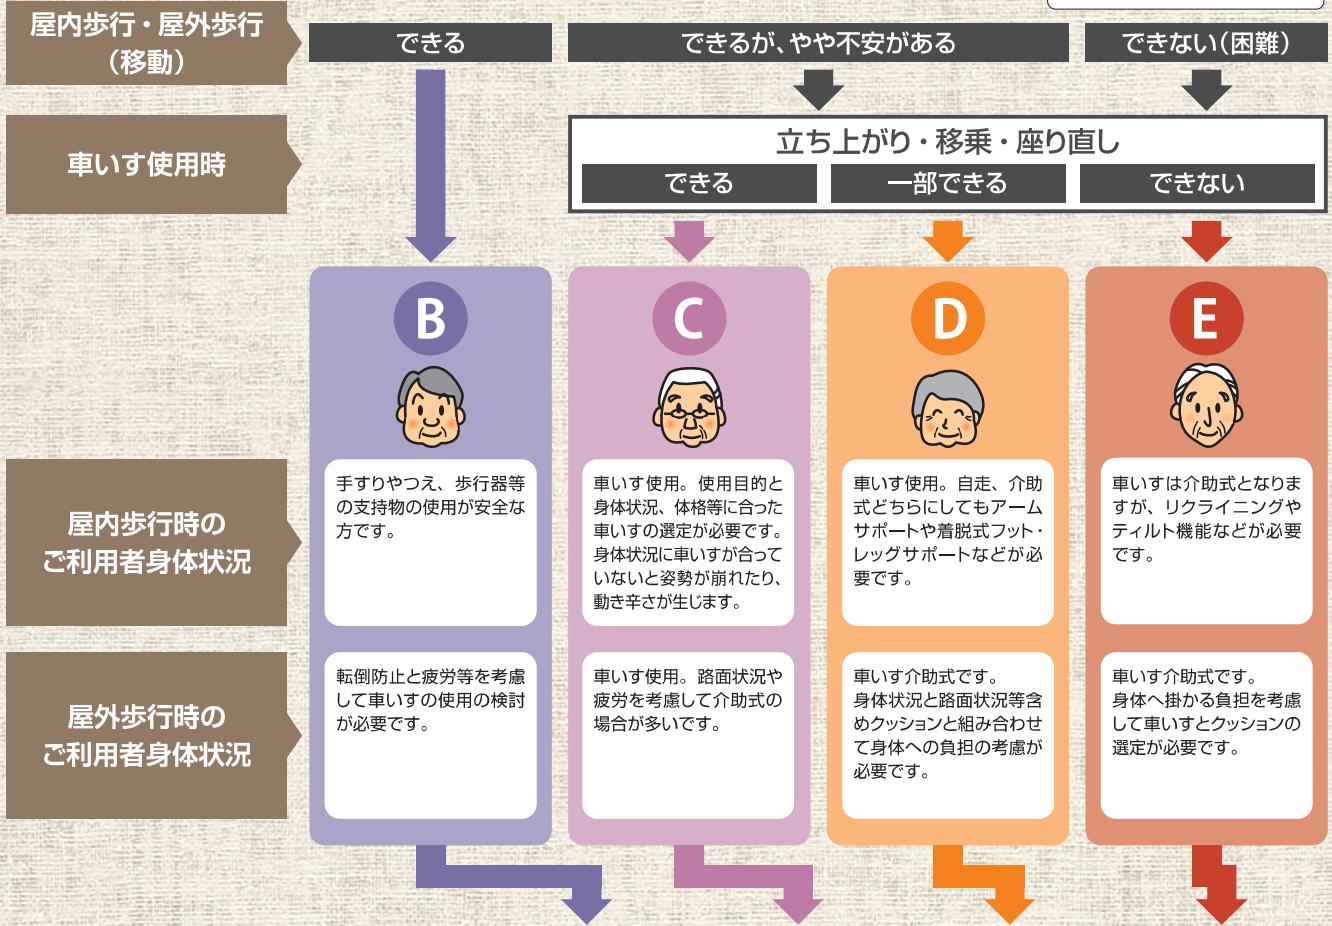 屋内歩行・屋外歩行
（移動）
できる
できるが、やや不安がある
できない（困難）
車いす使用時
立ち上がり・移乗・座り直し
できる
一部できる
できない
B
C
D
E
屋内歩行時の
ご利用者身体状況
手すりやつえ、歩行器等
の支持物の使用が安全な
方です。
車いす使用。使用目的と
身体状況、体格等に合った
車いすの選定が必要です。
身体状況に車いすが合って
いないと姿勢が崩れたり、
動き辛さが生じます。
車いす使用。自走、介助
式どちらにしてもアーム
サポートや着脱式フット・
レッグサポートなどが必
要です。
車いすは介助式となりま
すが、リクライニングや
ティルト機能などが必要
です。
屋外歩行時の
ご利用者身体状況
転倒防止と疲労等を考慮
して車いすの使用の検討
が必要です。
車いす使用。路面状況や
疲労を考慮して介助式の
場合が多いです。
車いす介助式です。
身体状況と路面状況等含
めクッションと組み合わせ
て身体への負担の考慮が
必要です。
車いす介助式です。
身体へ掛かる負担を考慮
して車いすとクッションの
選定が必要です。